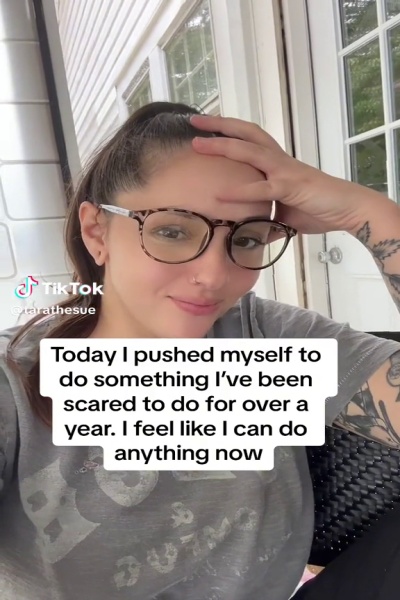 TikTok
@tarathesue
Today I pushed myself to
do something I've been
scared to do for over a
year. I feel like I can do
anything now